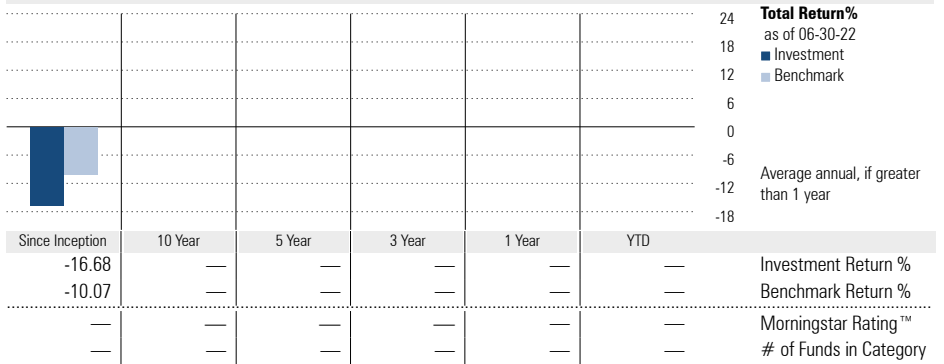 24
18
12
6
0
-6
-12
-18
Total Return%
as of 06-30-22
Investment
Benchmark
Average annual, if greater
than 1 year
Since Inception 10 Year 5 Year 3 Year 1 Year YTD
-16.68 — — — — — Investment Return %
-10.07 — — — — — Benchmark Return %
— — — — — — Morningstar Rating™
— — — — — — # of Funds in Category